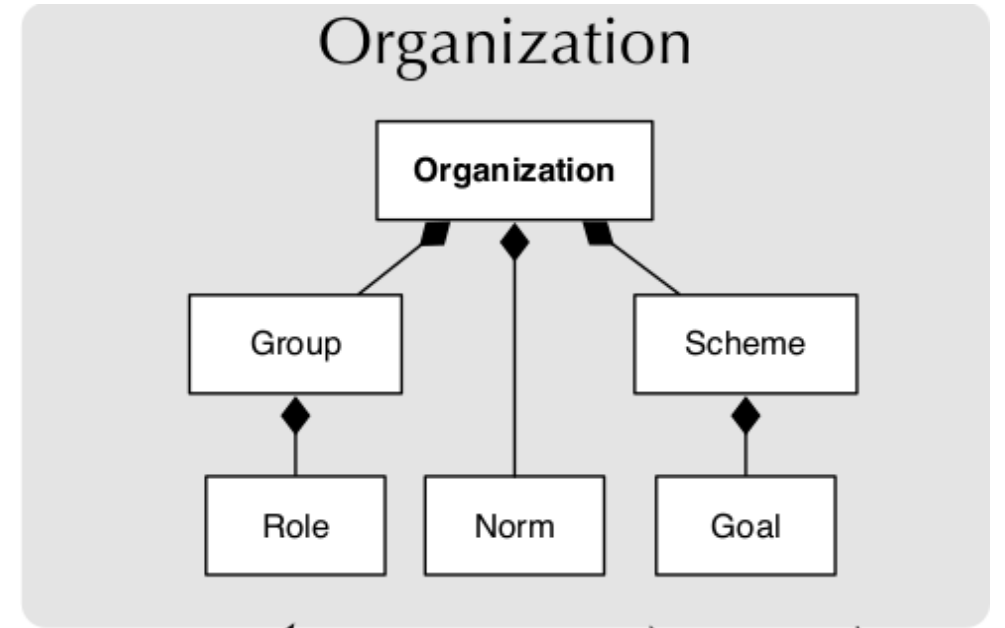 Organization
Organization
Group
Scheme
Role
Norm
Goal